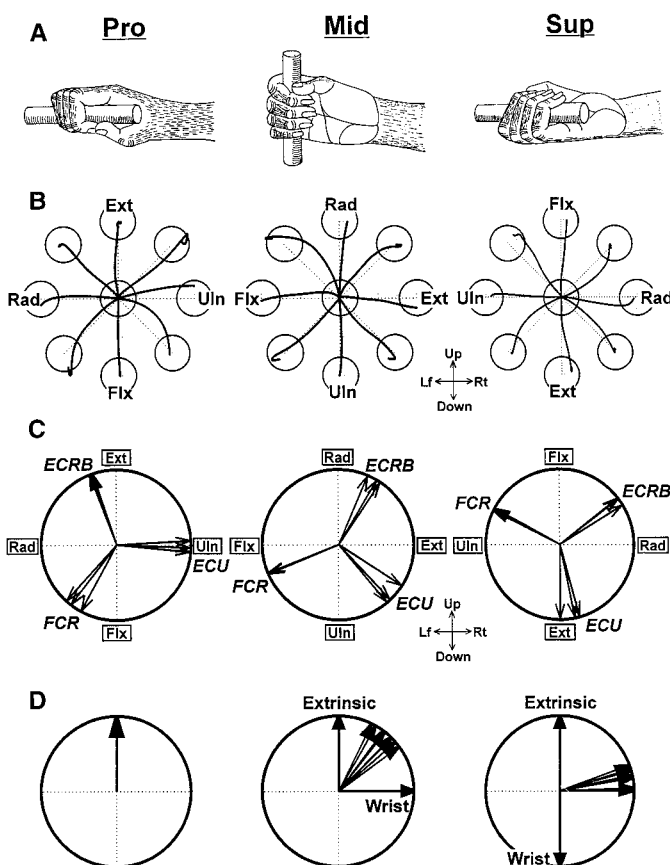 A Pro Mid Sup
B
Ext Rad Flx
Rad Uln Flx Ext Uln Rad
Flx Uln Ext
Up
Lf Rt
Down
C
Ext Rad Flx
ECRB ECRB ECRB
FCR
Rad Uln Flx Ext Uln Rad
ECU
FCR
FCR ECU ECU
Flx Uln Ext
Up
Lf Rt
Down
D
Extrinsic Extrinsic
Wrist
Wrist